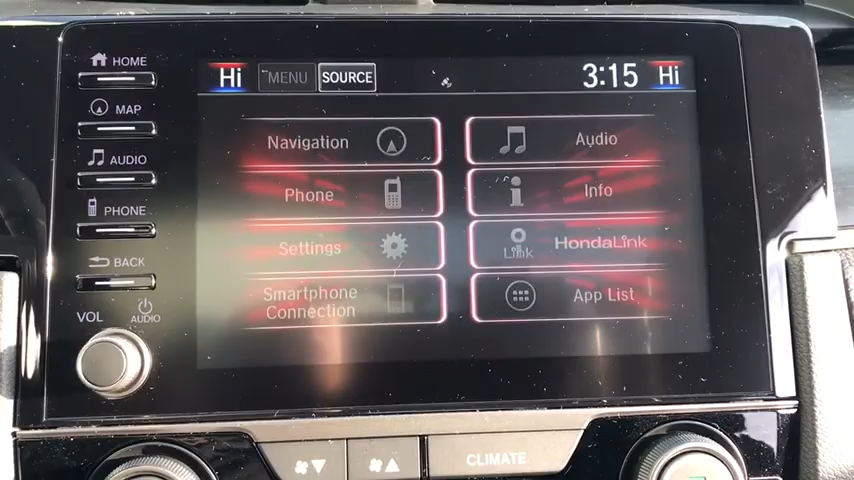 HOME
MAP
AUDIO
PHONE
BACK
VOL
AUDIO
Hi
MENU
SOURCE
3:15
Hi
Navigation
Audio
Phone
Info
Settings
Link
HondaLink
Smartphone
Connection
App List
CLIMATE